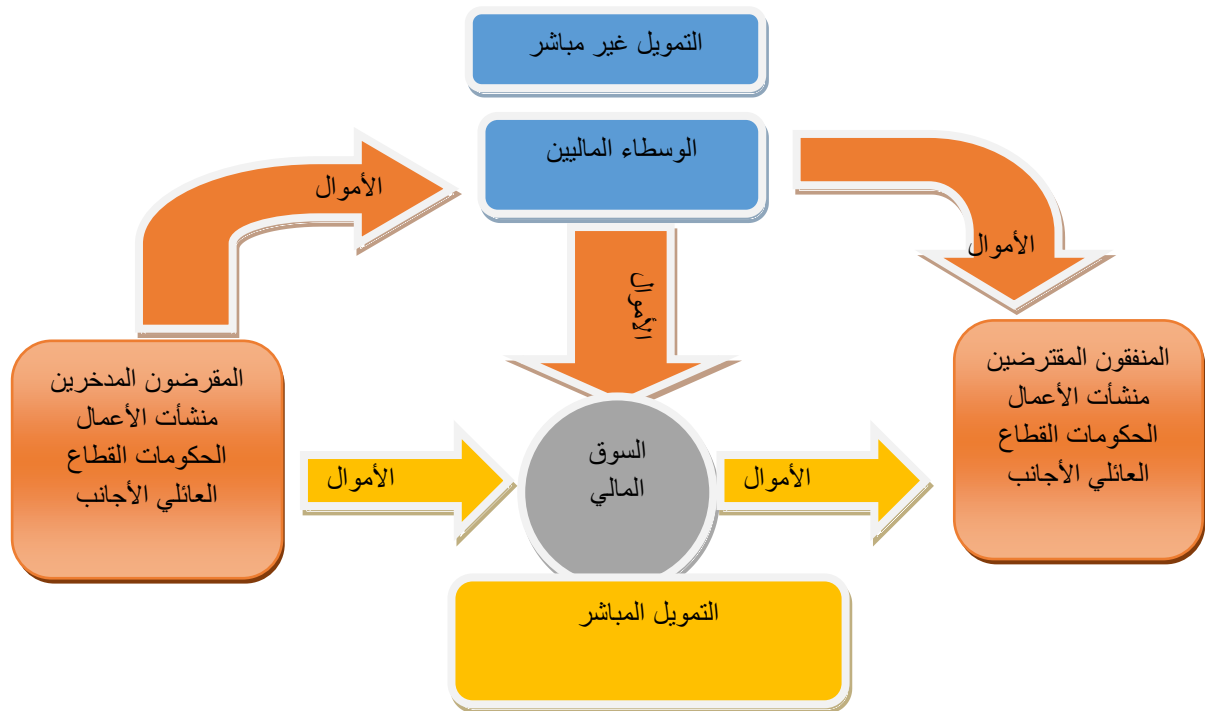 التمويل غير مباشر
الوسطاء الماليين
الأموال
الأموال
الأموال
المقرضون المدخرين
منشأت الأعمال
الحكومات القطاع
العائلي الأجانب
المنفقون المقترضين
منشأت الأعمال
الحكومات القطاع
العائلي الأجانب
السوق
المالي
الأموال
الأموال
التمويل المباشر